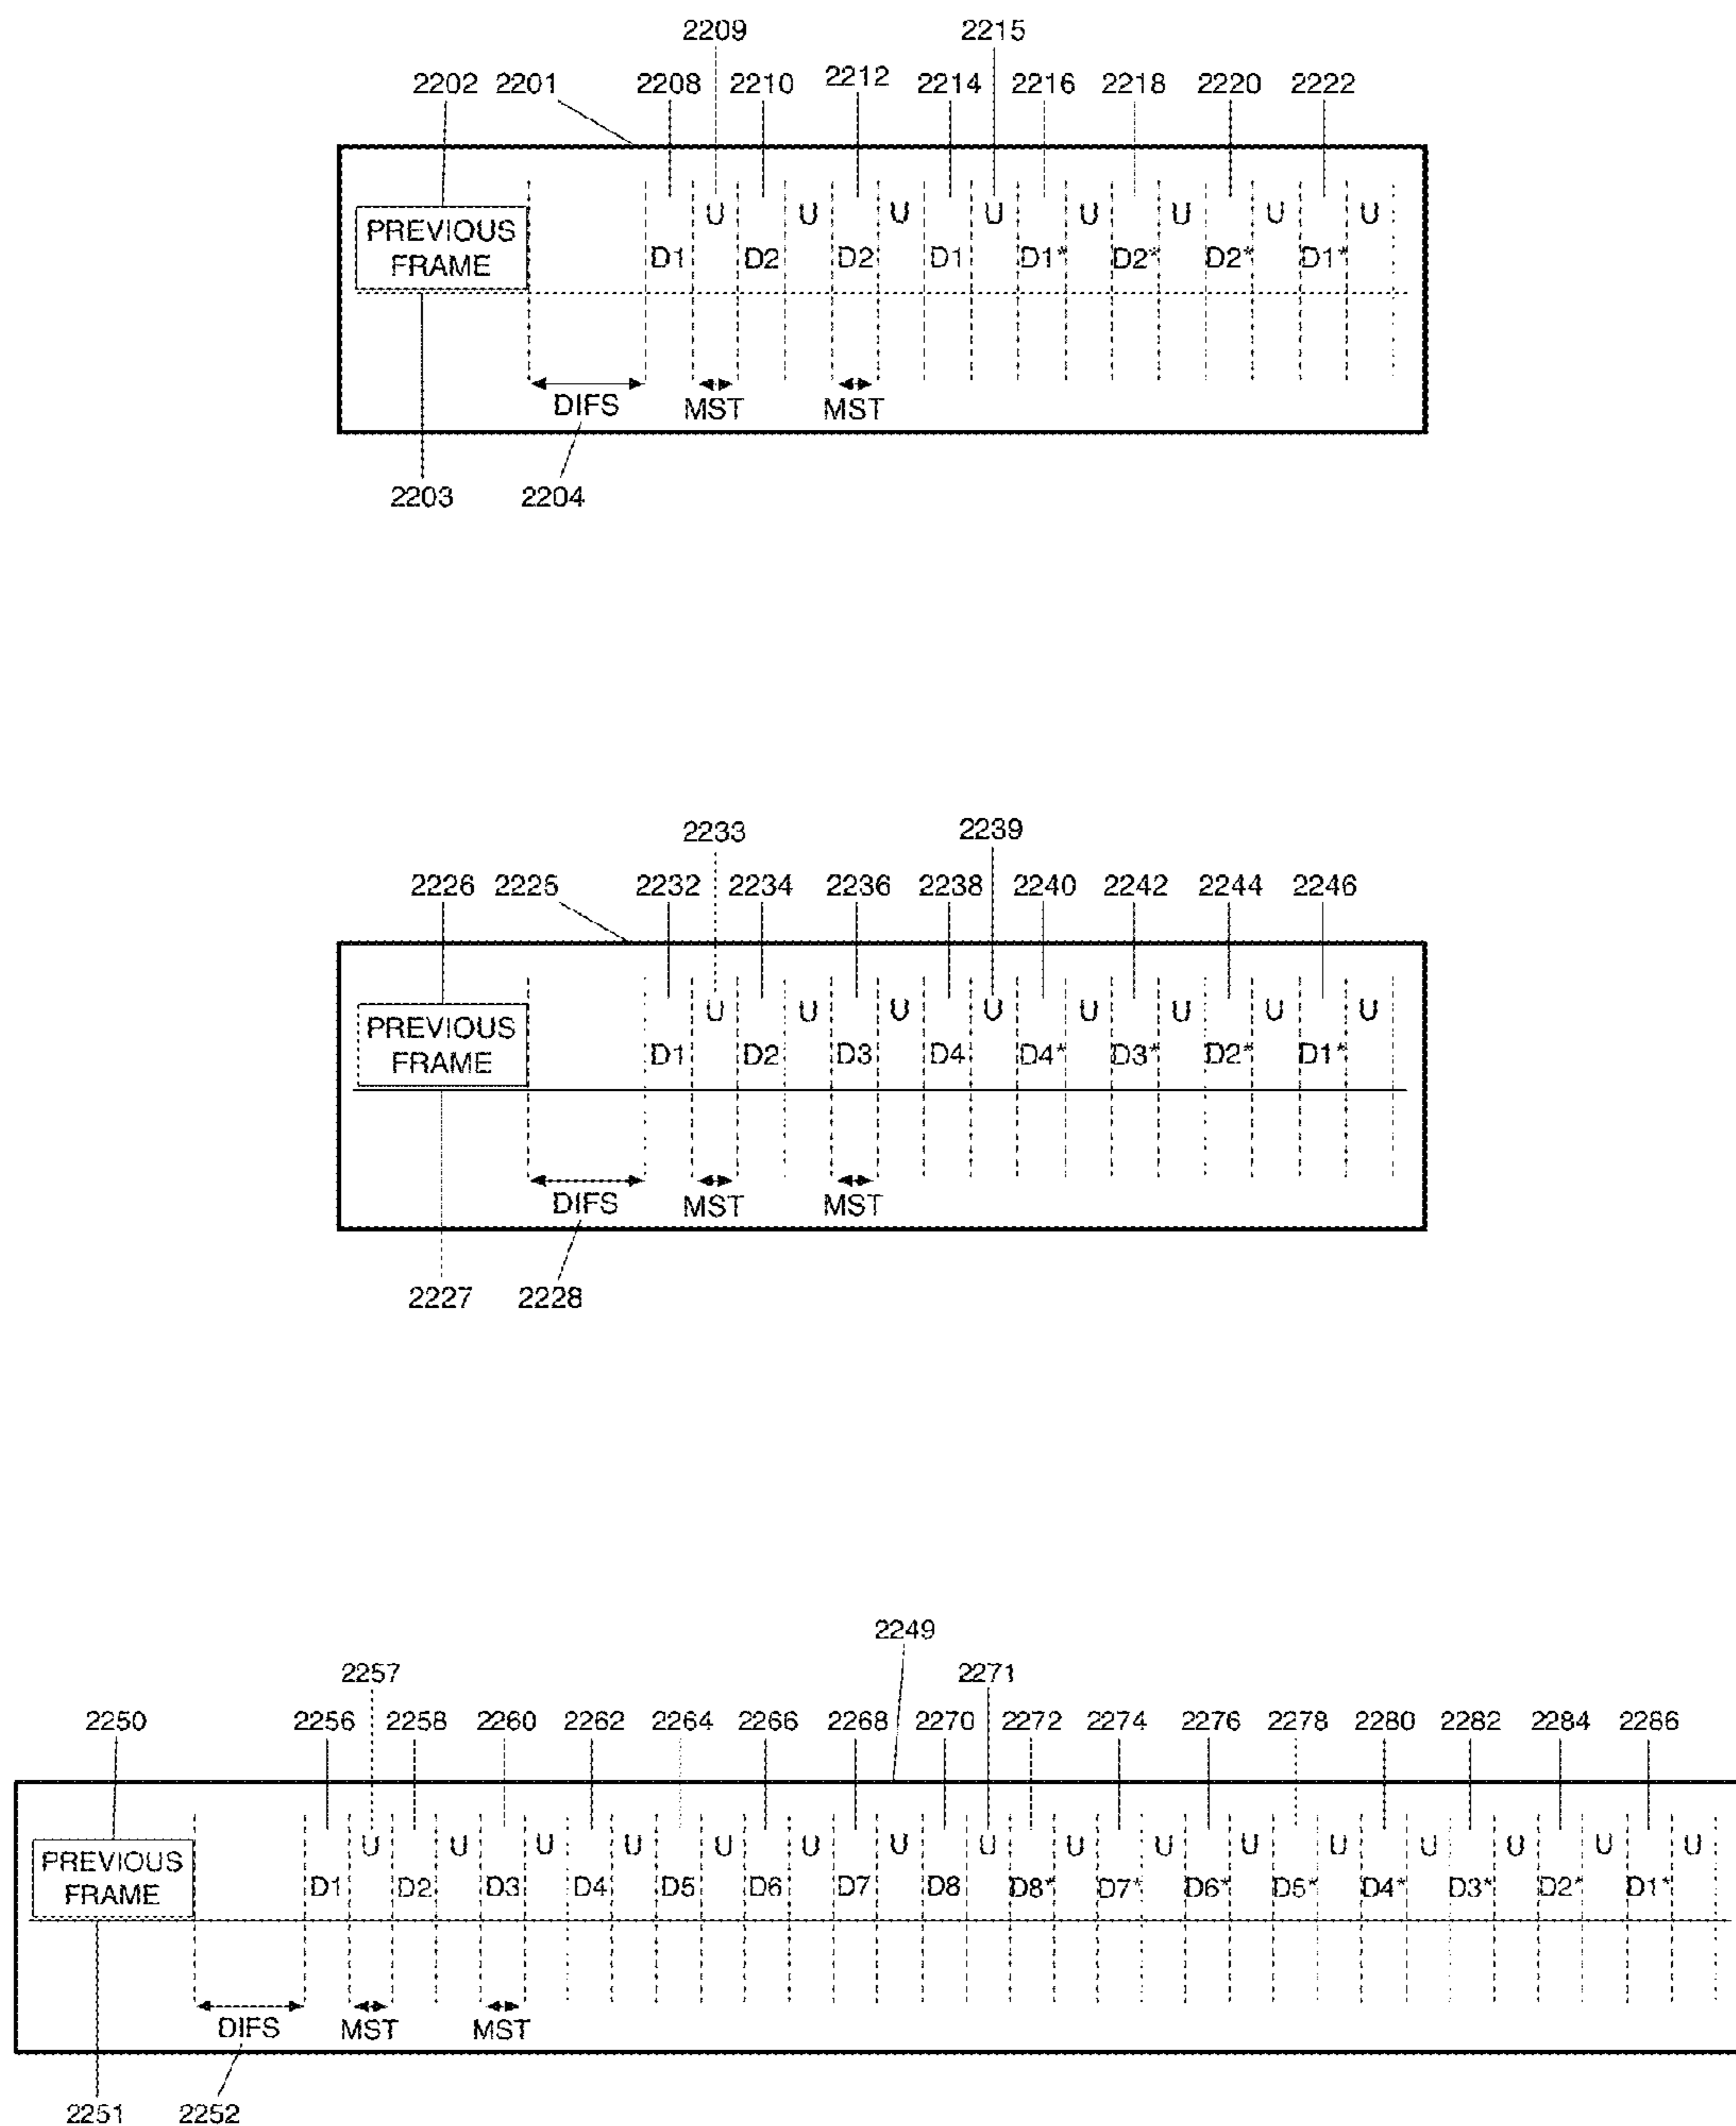 2209 2215
2202 2201 2208 2210 2212 2214 2216 2218 2220 2222
U U U U U U U U
PREVIOUS
FRAME
D1 D2 D2 D1 D1* D2* D2* D1*
DIFS MST MST
2203 2204
2233 2239
2226 2225 2232 2234 2236 2238 2240 2242 2244 2246
U U U U U U U U
PREVIOUS
FRAME
D1 D2 D3 D4 D4* D3* D2* D1*
DIFS MST MST
2227 2228
2249
2257 2271
2250 2256 2258 2260 2262 2264 2266 2268 2270 2272 2274 2276 2278 2280 2282 2284 2286
U U U U U U U U U U U U U U U U
PREVIOUS
FRAME
D1 D2 D3 D4 D5 D6 D7 D8 D8* D7* D6* D5* D4* D3* D2* D1*
DIFS MST MST
2251 2252